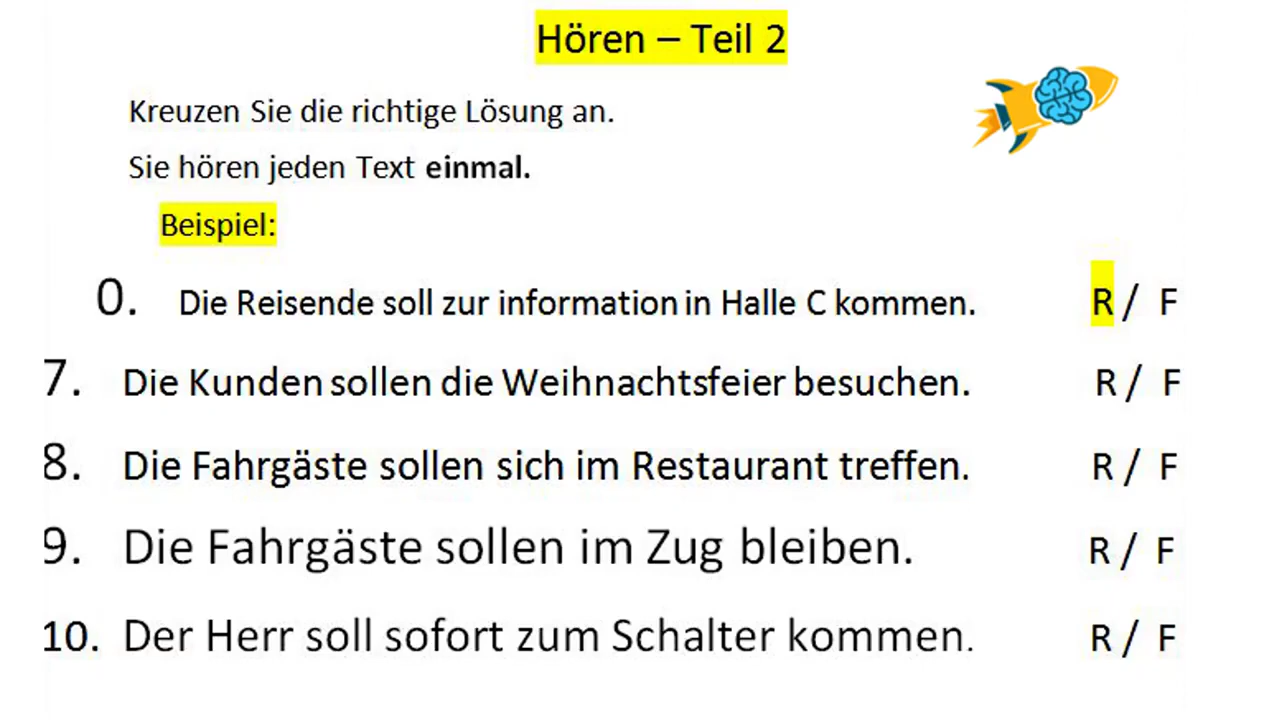 Hören – Teil 2
Kreuzen Sie die richtige Lösung an.
Sie hören jeden Text einmal.
Beispiel:
0. Die Reisende soll zur information in Halle C kommen. R / F
7. Die Kunden sollen die Weihnachtsfeier besuchen. R / F
8. Die Fahrgäste sollen sich im Restaurant treffen. R / F
9. Die Fahrgäste sollen im Zug bleiben. R / F
10. Der Herr soll sofort zum Schalter kommen. R / F